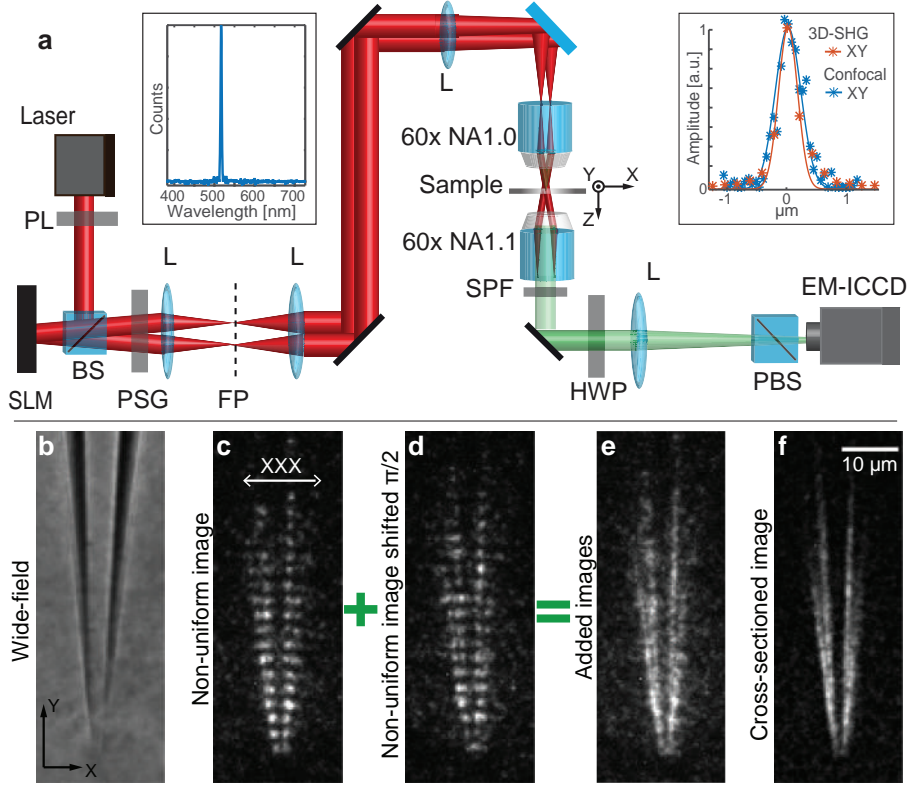 a
Laser
PL
SLM
BS
PSG
L
FP
L
Counts
400 500 600 700
Wavelength [nm]
L
60x NA1.0
Sample
Y
X
Z
60x NA1.1
SPF
HWP
L
PBS
EM-ICCD
Amplitude [a.u.]
1
0
-1 0 1
µm
3D-SHG
XY
Confocal
XY
b
Wide-field
Y
X
c
XXX
Non-uniform image
+
d
Non-uniform image shifted π/2
=
e
Added images
f
10 µm
Cross-sectioned image